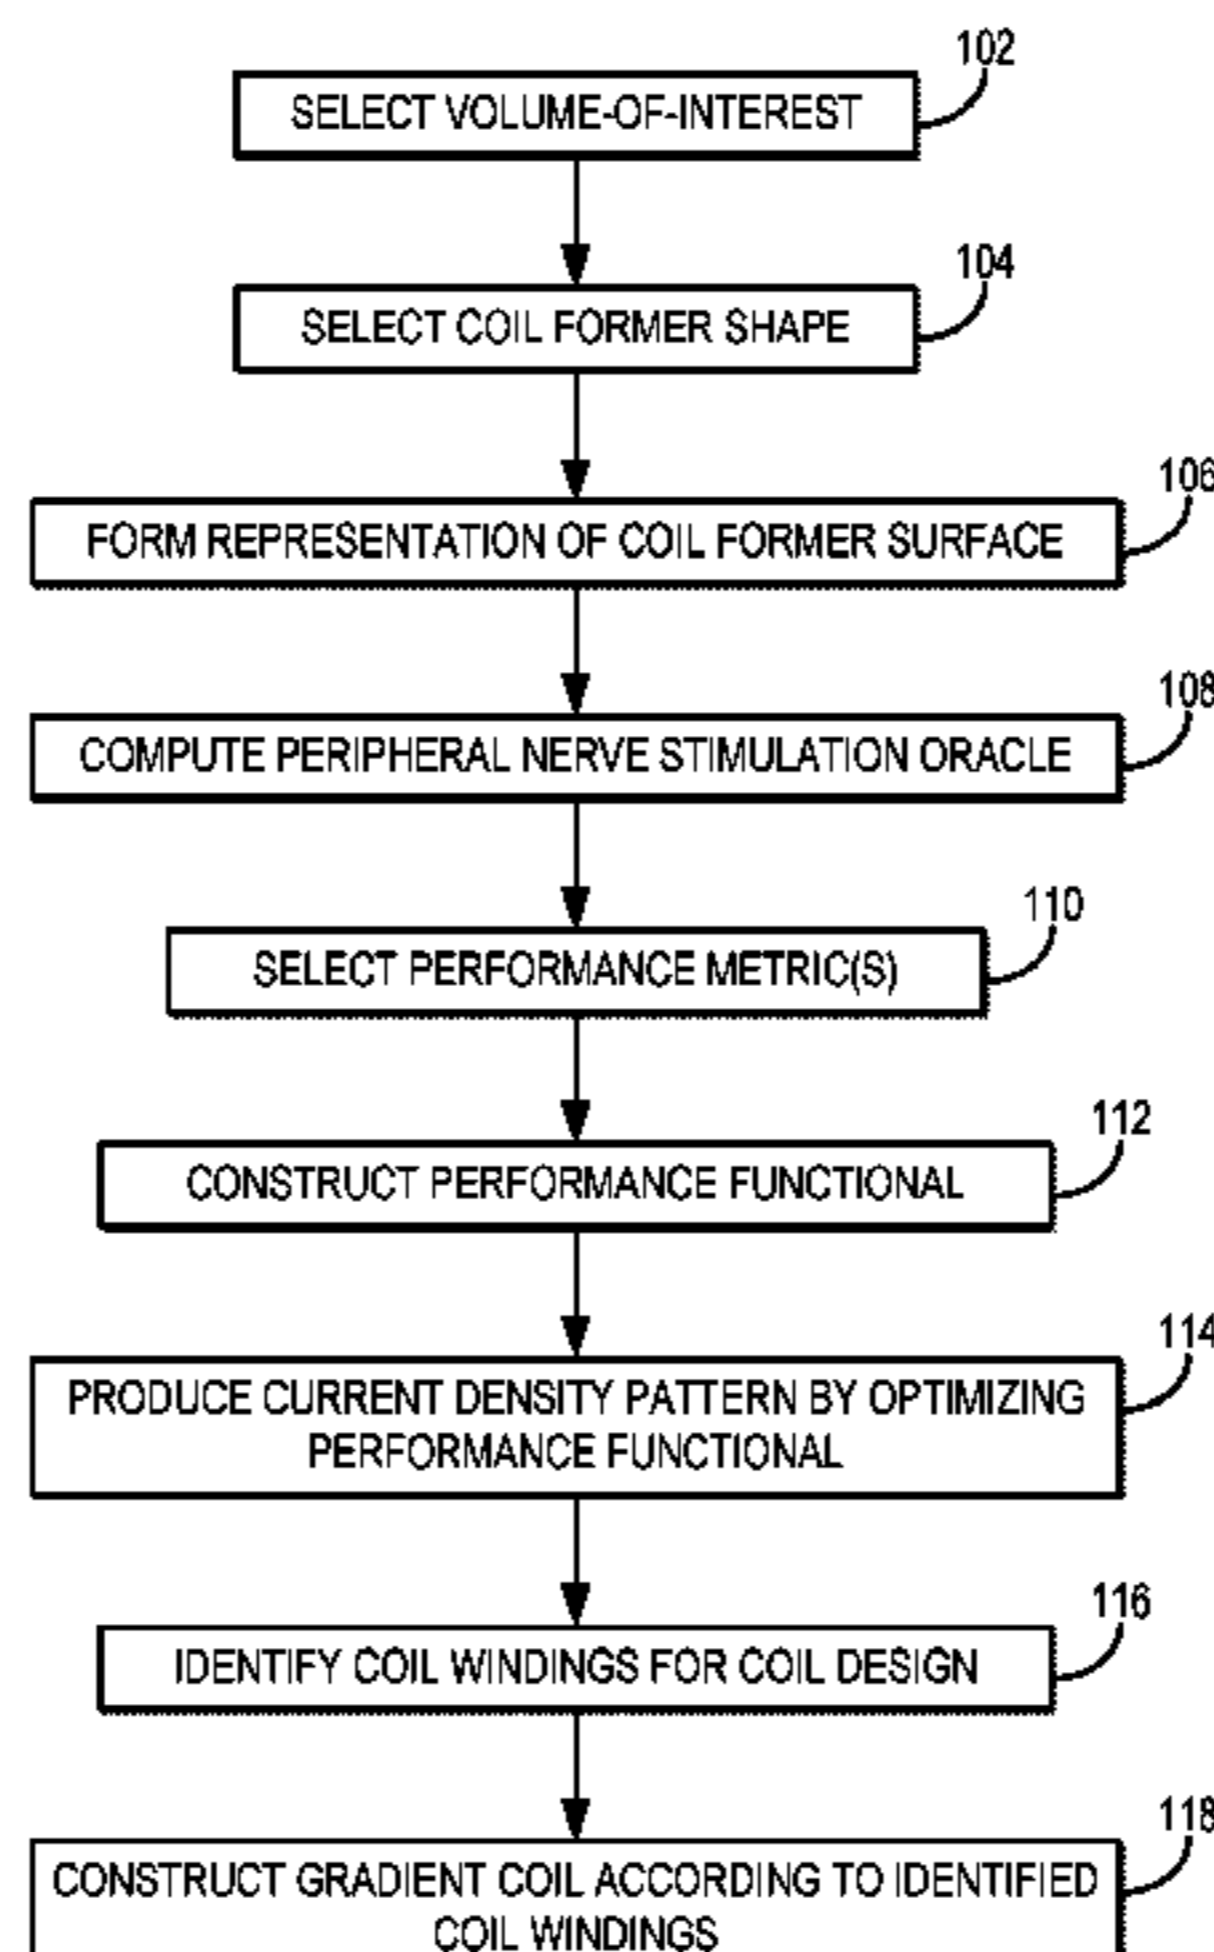 102
SELECT VOLUME-OF-INTEREST
104
SELECT COIL FORMER SHAPE
106
FORM REPRESENTATION OF COIL FORMER SURFACE
108
COMPUTE PERIPHERAL NERVE STIMULATION ORACLE
110
SELECT PERFORMANCE METRIC(S)
112
CONSTRUCT PERFORMANCE FUNCTIONAL
114
PRODUCE CURRENT DENSITY PATTERN BY OPTIMIZING
PERFORMANCE FUNCTIONAL
116
IDENTIFY COIL WINDINGS FOR COIL DESIGN
118
CONSTRUCT GRADIENT COIL ACCORDING TO IDENTIFIED
COIL WINDINGS